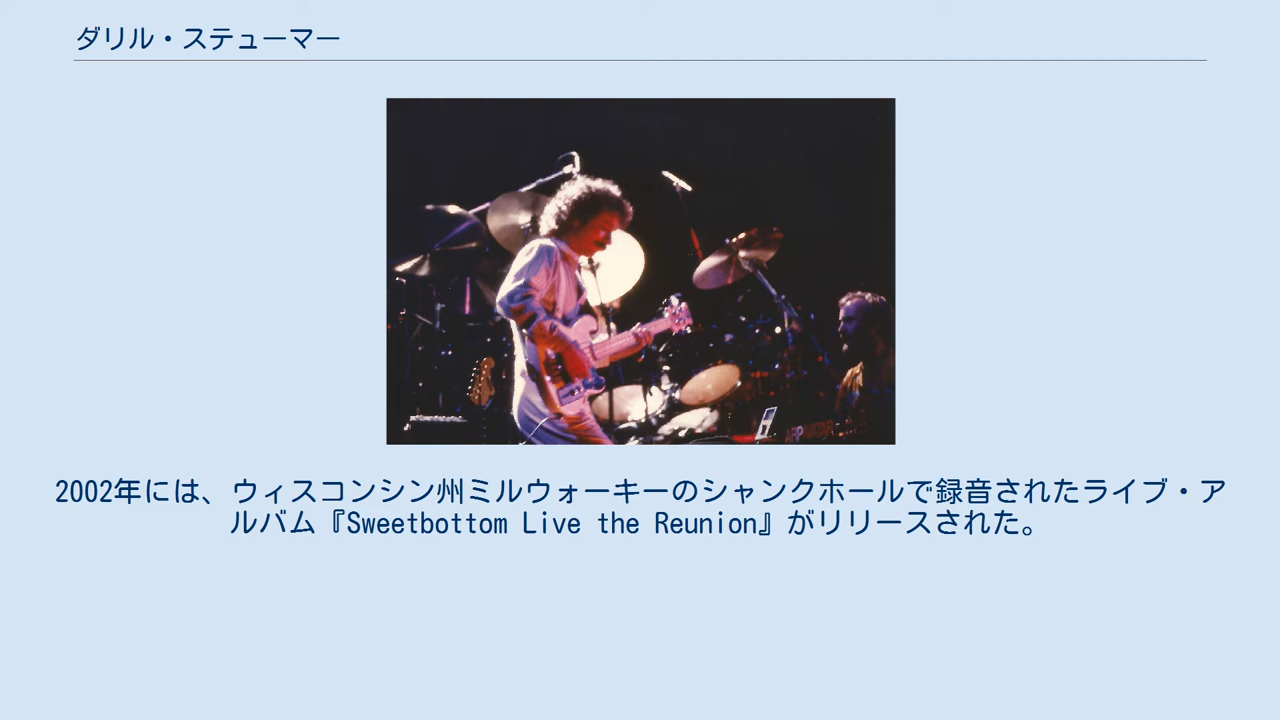 ダリル・ステューマー
2002年には、ウィスコンシン州ミルウォーキーのシャンクホールで録音されたライブ・ア
ルバム『Sweetbottom Live the Reunion』がリリースされた。